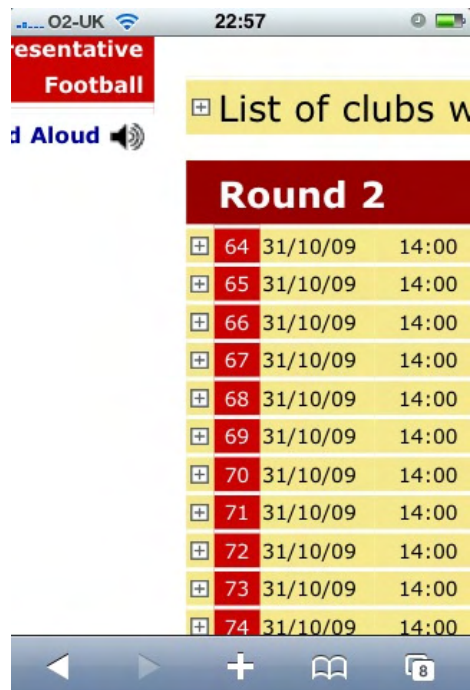 O2-UK 22:57
resentative
Football
d Aloud
List of clubs w
Round 2
64 31/10/09 14:00
65 31/10/09 14:00
66 31/10/09 14:00
67 31/10/09 14:00
68 31/10/09 14:00
69 31/10/09 14:00
70 31/10/09 14:00
71 31/10/09 14:00
72 31/10/09 14:00
73 31/10/09 14:00
74 31/10/09 14:00
8